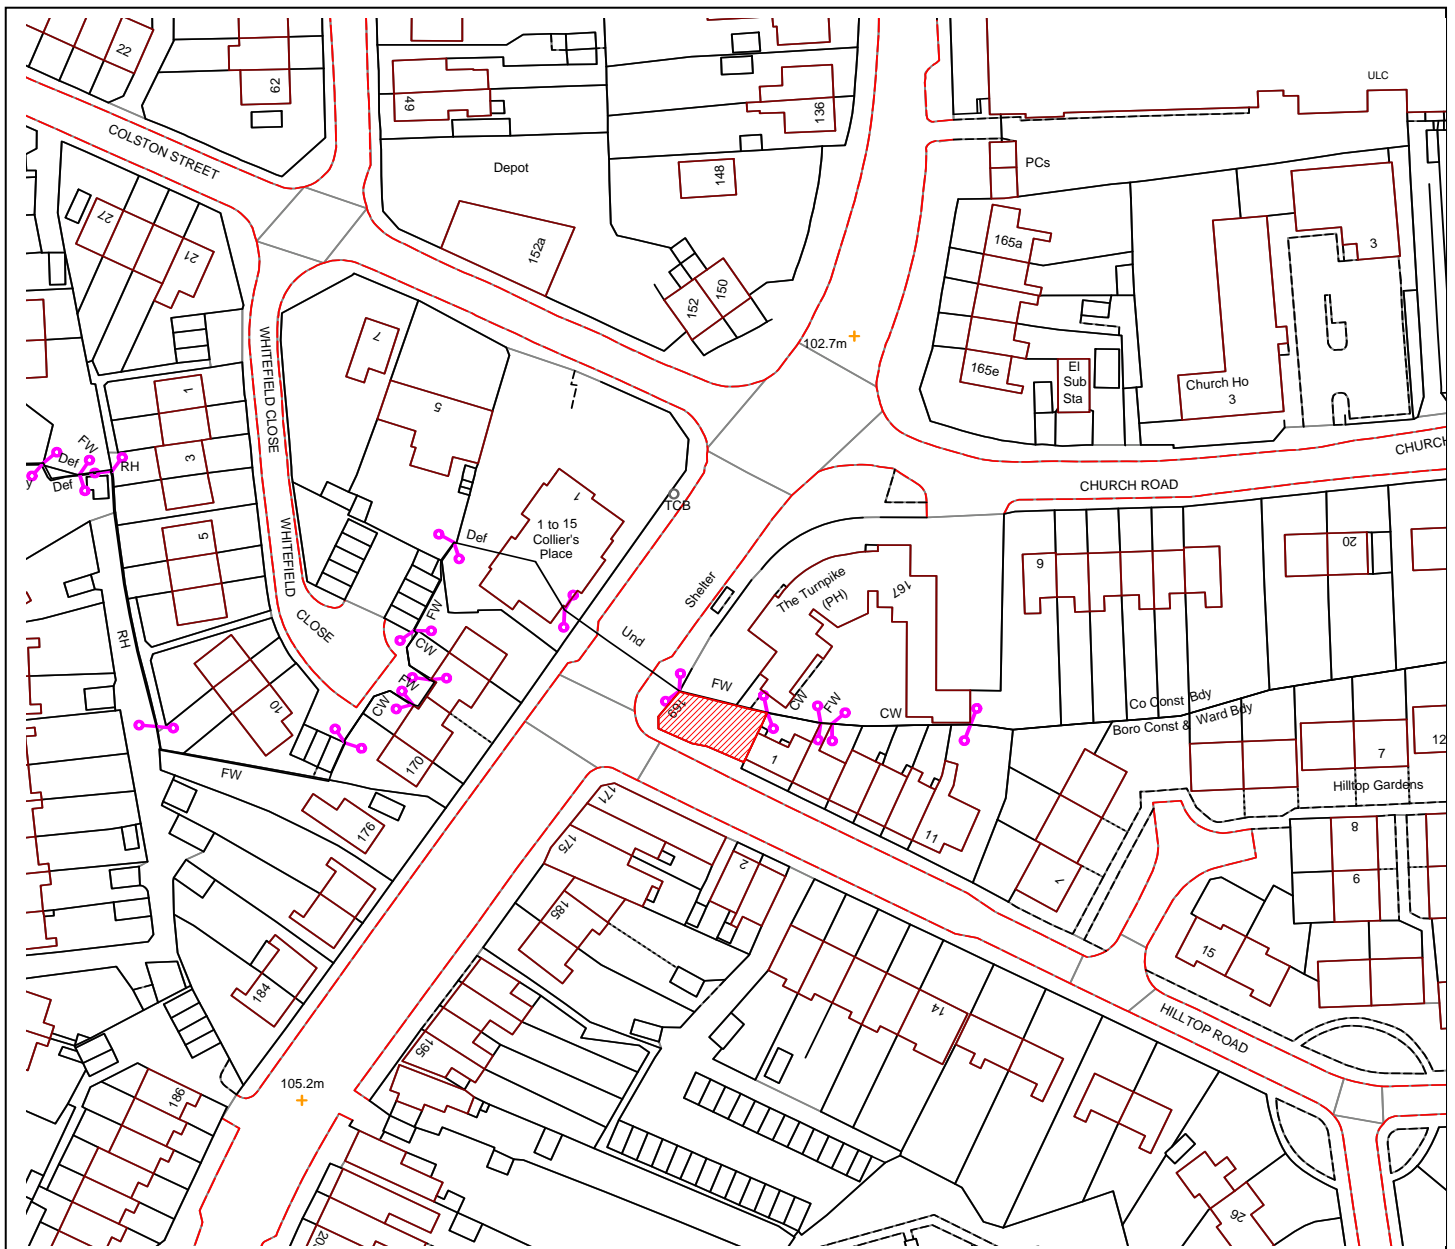 22
62
49
136
ULC
COLSTON STREET
Depot
148
PCs
27
21
152a
165a
3
150
152
102.7m
7
WHITEFIELD CLOSE
165e
El
Sub
Sta
Church Ho
3
1
5
CHURCH
FW
Def
RH
3
Def
y
CHURCH ROAD
TCB
1
1 to 15
Collier's
Place
Def
5
WHITEFIELD
CLOSE
9
20
Shelter
The Turnpike
(PH)
167
FW
Und
RH
CW
FW
CW
FW
169
CW
FW
CW
Co Const Bdy
Boro Const & Ward Bdy
10
170
FW
1
7
12
Hilltop Gardens
176
171
175
11
8
2
1
6
185
15
184
14
HILLTOP ROAD
195
105.2m
186
26